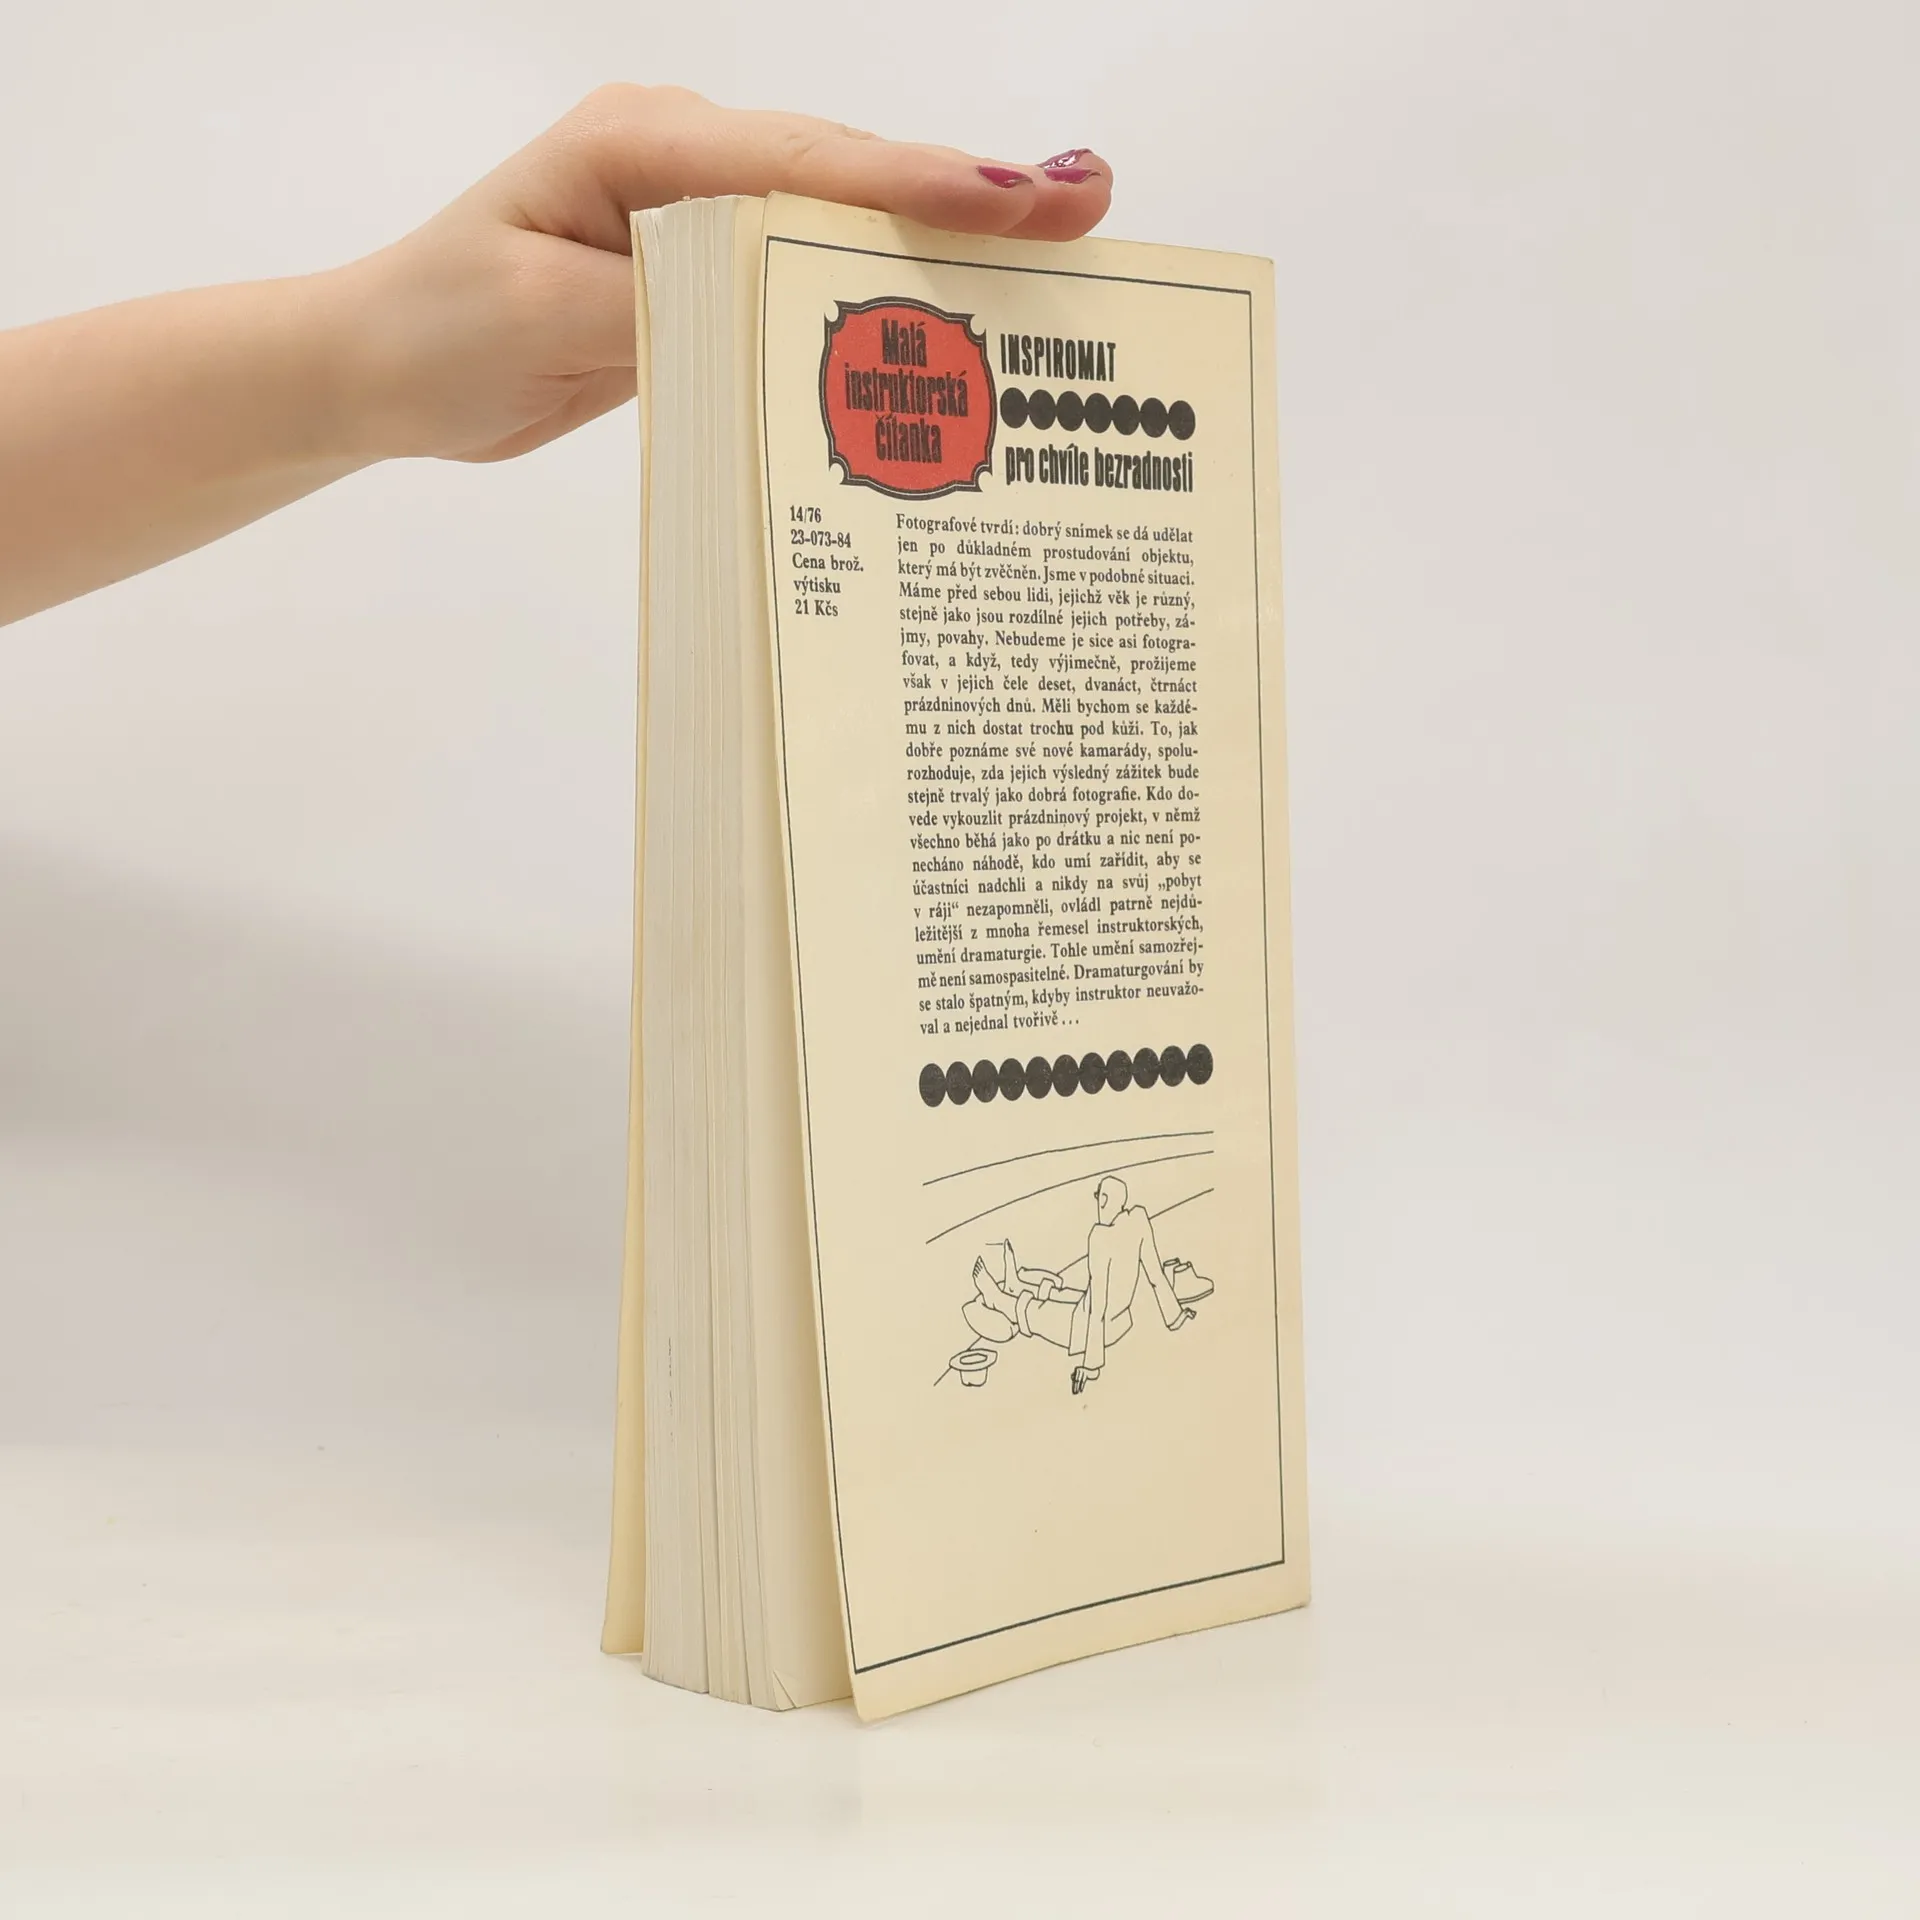 Malá
instruktorská
čítanka
INSPIROMAT
pro chvíle bezradnosti
14/76
23-073-84
Cena brož.
výtisku
21 Kčs
Fotografové tvrdí: dobrý snímek se dá udělat
jen po důkladném prostudování objektu,
který má být zvěčněn. Jsme v podobné situaci.
Máme před sebou lidi, jejichž věk je různý,
stejně jako jsou rozdílné jejich potřeby, zá-
jmy, povahy. Nebudeme je sice asi fotogra-
fovat, a když, tedy výjimečně, prožijeme
však v jejich čele deset, dvanáct, čtrnáct
prázdninových dnů. Měli bychom se každé-
mu z nich dostat trochu pod kůži. To, jak
dobře poznáme své nové kamarády, spolu-
rozhoduje, zda jejich výsledný zážitek bude
stejně trvalý jako dobrá fotografie. Kdo do-
vede vykouzlit prázdninový projekt, v němž
všechno běhá jako po drátku a nic není po-
necháno náhodě, kdo umí zařídit, aby se
účastníci nadchli a nikdy na svůj „pobyt
v ráji“ nezapomněli, ovládl patrně nejdů-
ležitější z mnoha řemesel instruktorských,
umění dramaturgie. Tohle umění samozřej-
mě není samospasitelné. Dramaturgování by
se stalo špatným, kdyby instruktor neuvažo-
val a nejednal tvořivě ...